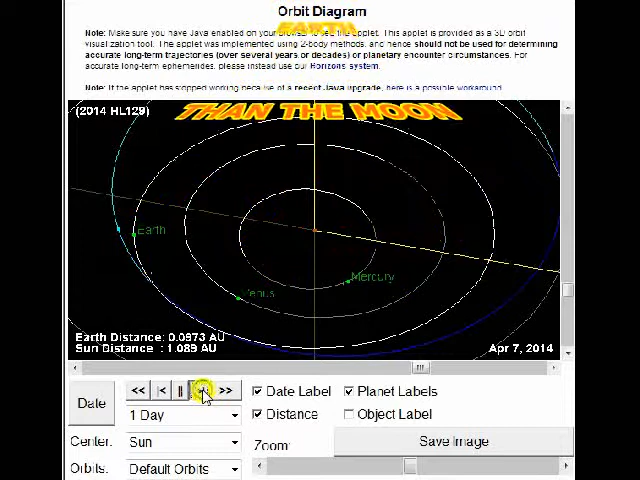 Orbit Diagram
EARTH
Note: Make sure you have Java enabled on your browser to see the applet. This applet is provided as a 3D orbit
visualization tool. The applet was implemented using 2-body methods, and hence should not be used for determining
accurate long-term trajectories (over several years or decades) or planetary encounter circumstances. For
accurate long-term ephemerides, please instead use our Horizons system.
Note: If the applet has stopped working because of a recent Java upgrade, here is a possible workaround.
(2014 HL129)
THAN THE MOON
Earth
Mercury
Venus
Earth Distance: 0.0973 AU
Sun Distance : 1.089 AU
Apr 7, 2014
Date
<< |< || >>
Date Label
Planet Labels
1 Day
Distance
Object Label
Center: Sun
Zoom:
Save Image
Orbits: Default Orbits